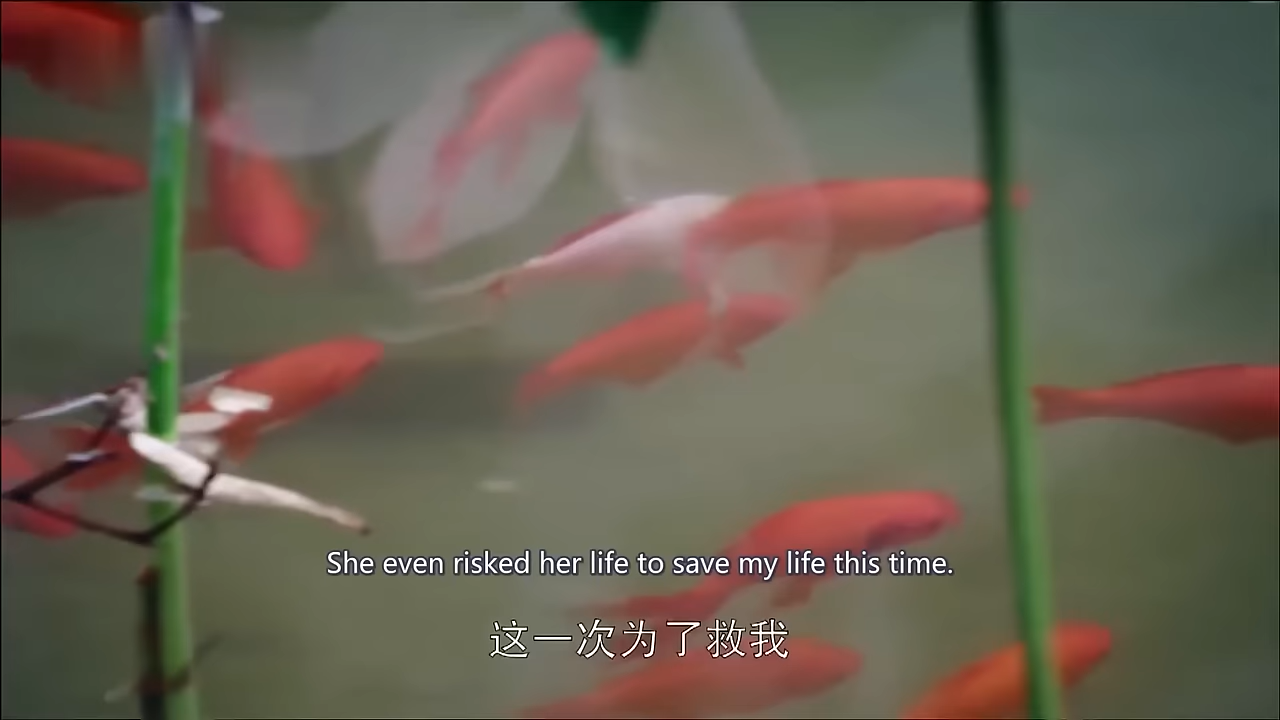 She even risked her life to save my life this time.
这一次为了救我